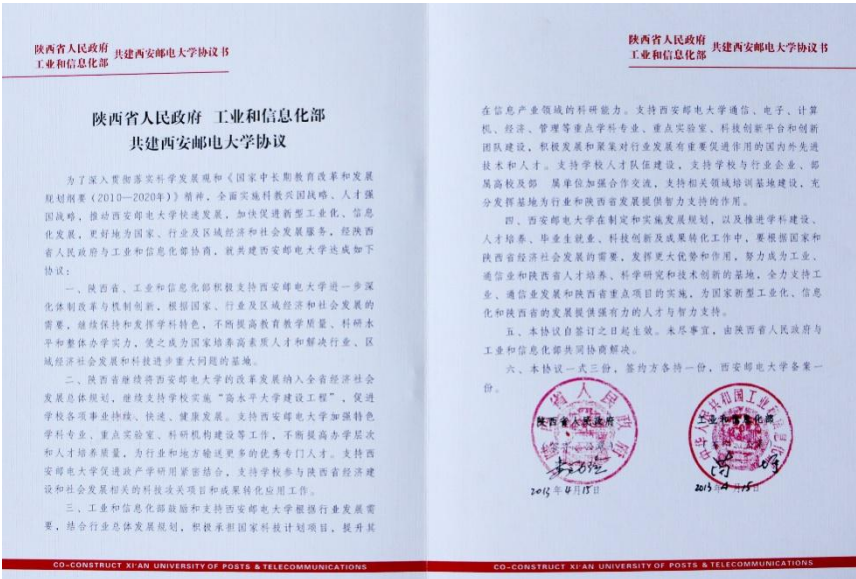 陕西省人民政府
工业和信息化部
共建西安邮电大学协议书
陕西省人民政府 工业和信息化部
共建西安邮电大学协议
为了深入贯彻落实科学发展观和《国家中长期教育改革和发展
规划纲要(2010—2020年)》精神,全面实施科教兴国战略、人才强
国战略,推动西安邮电大学快速发展,加快促进新型工业化、信息
化发展,更好地为国家、行业及区域经济和社会发展服务,经陕西
省人民政府与工业和信息化部协商,就共建西安邮电大学达成如下
协议:
一、陕西省、工业和信息化部积极支持西安邮电大学进一步深
化体制改革与机制创新,根据国家、行业及区域经济和社会发展的
需要,继续保持和发挥学科特色,不断提高教育教学质量、科研水
平和整体办学实力,使之成为国家培养高素质人才和解决行业、区
域经济社会发展和科技进步重大问题的基地。
二、陕西省继续将西安邮电大学的改革发展纳入全省经济社会
发展总体规划,继续支持学校实施“高水平大学建设工程”,促进
学校各项事业持续、快速、健康发展。支持西安邮电大学加强特色
学科专业、重点实验室、科研机构建设等工作,不断提高办学层次
和人才培养质量,为行业和地方输送更多的优秀专门人才。支持西
安邮电大学促进政产学研用紧密结合,支持学校参与陕西省经济建
设和社会发展相关的科技攻关项目和成果转化应用工作。
三、工业和信息化部鼓励和支持西安邮电大学根据行业发展需
要,结合行业总体发展规划,积极承担国家科技计划项目,提升其
CO-CONSTRUCT XI'AN UNIVERSITY OF POSTS & TELECOMMUNICATIONS
陕西省人民政府
工业和信息化部
共建西安邮电大学协议书
在信息产业领域的科研能力。支持西安邮电大学通信、电子、计算
机、经济、管理等重点学科专业、重点实验室、科技创新平台和创新
团队建设,积极发展和聚集对行业发展有重要促进作用的国内外先进
技术和人才。支持学校人才队伍建设,支持学校与行业企业、部
属高校及部 属单位加强合作交流,支持相关领域培训基地建设,充
分发挥基地为行业和陕西省发展提供智力支持的作用。
四、西安邮电大学在制定和实施发展规划,以及推进学科建设、
人才培养、毕业生就业、科技创新及成果转化工作中,要根据国家和
陕西省经济社会发展的需要,发挥更大优势和作用,努力成为工业、
通信业和陕西省人才培养、科学研究和技术创新的基地,全力支持工
业、通信业发展和陕西省重点项目的实施,为国家新型工业化、信息
化和陕西省的发展提供强有力的人才与智力支持。
五、本协议自签订之日起生效。未尽事宜,由陕西省人民政府与
工业和信息化部共同协商解决。
六、本协议一式三份,签约方各持一份,西安邮电大学备案一
份。
陕西省人民政府
2013年4月15日
工业和信息化部
2013年4月15日
CO-CONSTRUCT XI'AN UNIVERSITY OF POSTS & TELECOMMUNICATIONS